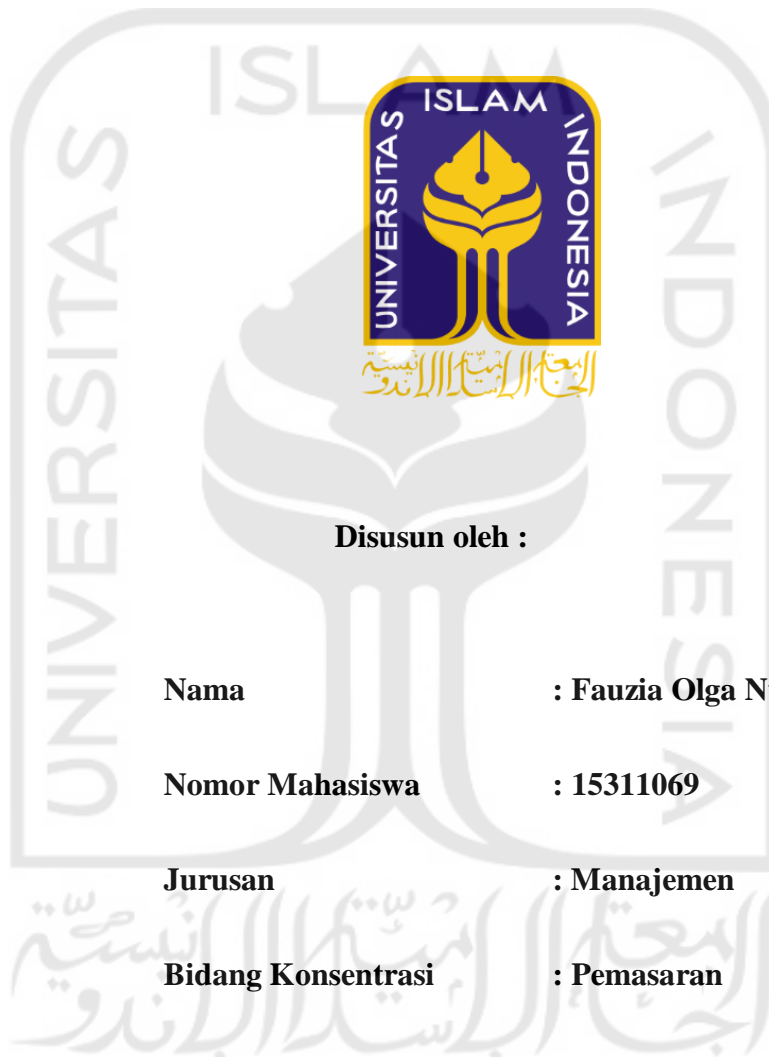 ISLAM
UNIVERSITAS
INDONESIA
Disusun oleh :
Nama : Fauzia Olga N
Nomor Mahasiswa : 15311069
Jurusan : Manajemen
Bidang Konsentrasi : Pemasaran